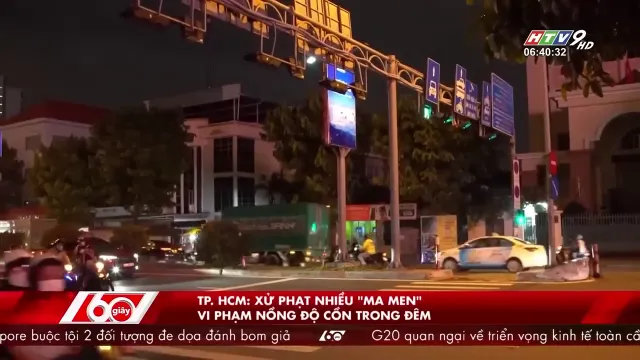 HTV9 HD
06:40:32
TP. HCM: XỬ PHẠT NHIỀU "MA MEN"
VI PHẠM NỒNG ĐỘ CỒN TRONG ĐÊM
60 giây
pore buộc tội 2 đối tượng đe dọa đánh bom giả
G20 quan ngại về triển vọng kinh tế toàn c